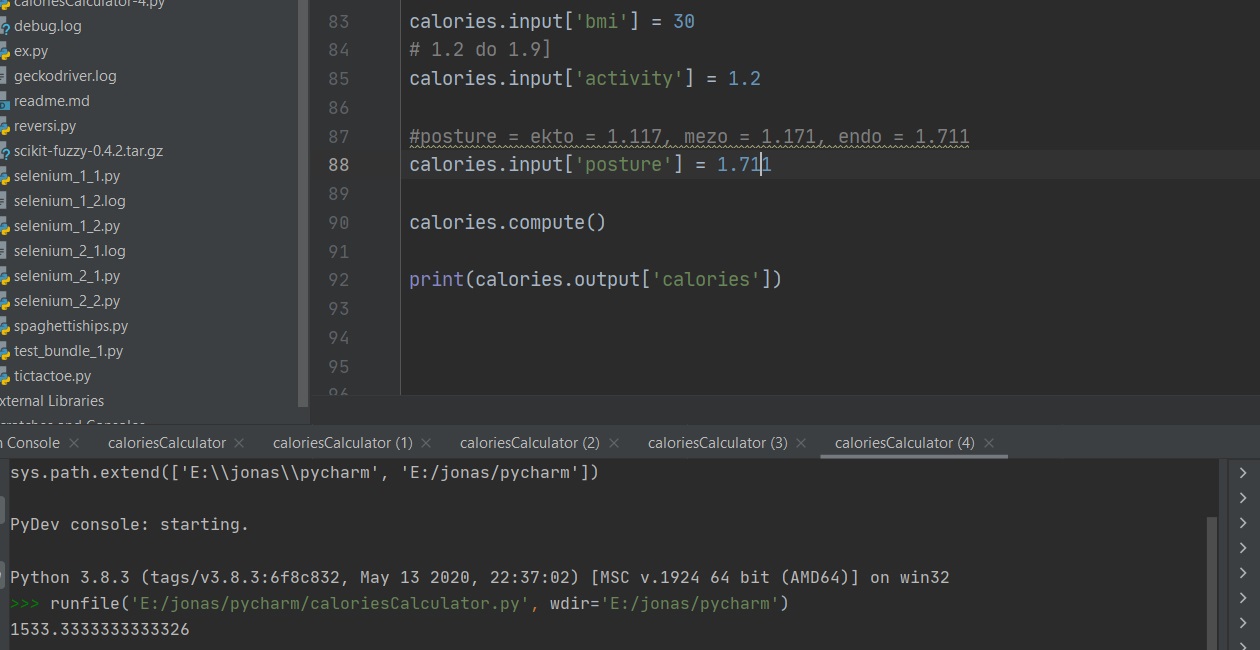 caloriesCalculator-4.py
debug.log
ex.py
geckodriver.log
readme.md
reversi.py
scikit-fuzzy-0.4.2.tar.gz
selenium_1_1.py
selenium_1_2.log
selenium_1_2.py
selenium_2_1.log
selenium_2_1.py
selenium_2_2.py
spaghettiships.py
test_bundle_1.py
tictactoe.py
xternal Libraries
83 calories.input['bmi'] = 30
84 # 1.2 do 1.9]
85 calories.input['activity'] = 1.2
86
87 #posture = ekto = 1.117, mezo = 1.171, endo = 1.711
88 calories.input['posture'] = 1.711
89
90 calories.compute()
91
92 print(calories.output['calories'])
93
94
95
96
n Console caloriesCalculator caloriesCalculator (1) caloriesCalculator (2) caloriesCalculator (3) caloriesCalculator (4)
sys.path.extend(['E:\\jonas\\pycharm', 'E:/jonas/pycharm'])
PyDev console: starting.
Python 3.8.3 (tags/v3.8.3:6f8c832, May 13 2020, 22:37:02) [MSC v.1924 64 bit (AMD64)] on win32
>>> runfile('E:/jonas/pycharm/caloriesCalculator.py', wdir='E:/jonas/pycharm')
1533.3333333333326